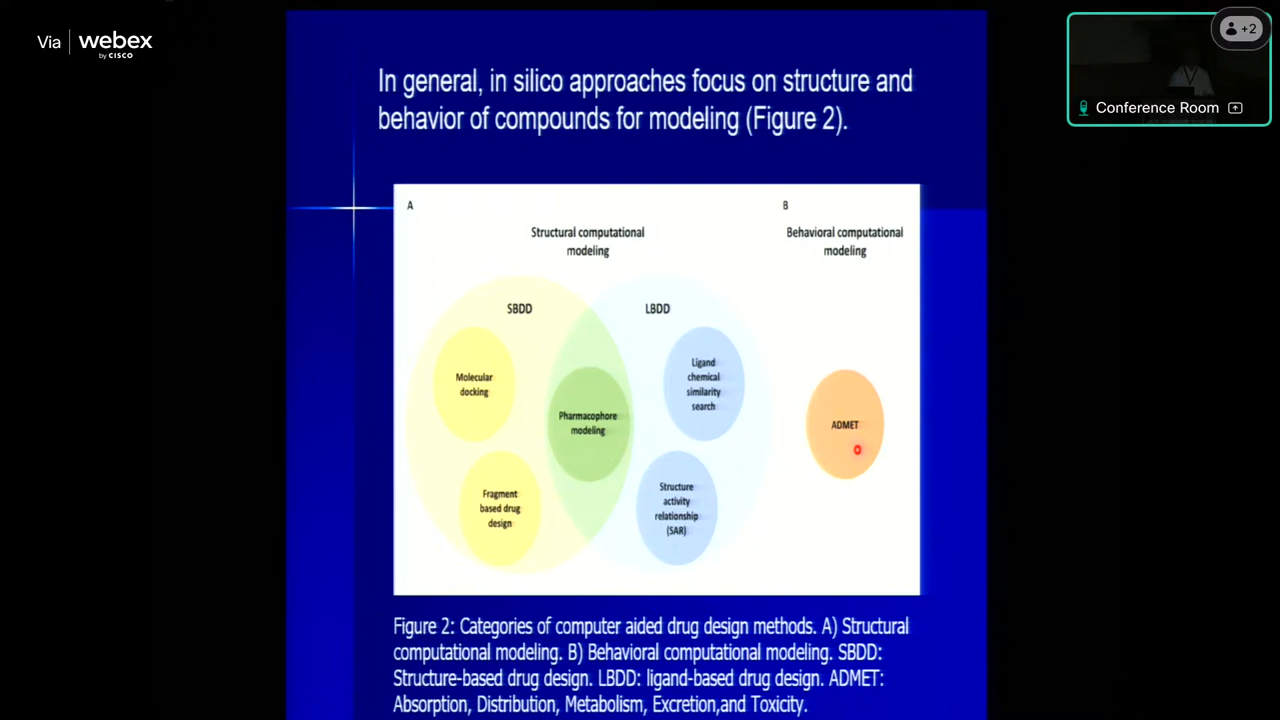 Via webex
by CISCO
+2
Conference Room
In general, in silico approaches focus on structure and
behavior of compounds for modeling (Figure 2).
A
B
Structural computational
modeling
Behavioral computational
modeling
SBDD
LBDD
Molecular
docking
Ligand
chemical
similarity
search
Pharmacophore
modeling
ADMET
Fragment
based drug
design
Structure
activity
relationship
(SAR)
Figure 2: Categories of computer aided drug design methods. A) Structural
computational modeling. B) Behavioral computational modeling. SBDD:
Structure-based drug design. LBDD: ligand-based drug design. ADMET:
Absorption, Distribution, Metabolism, Excretion,and Toxicity.